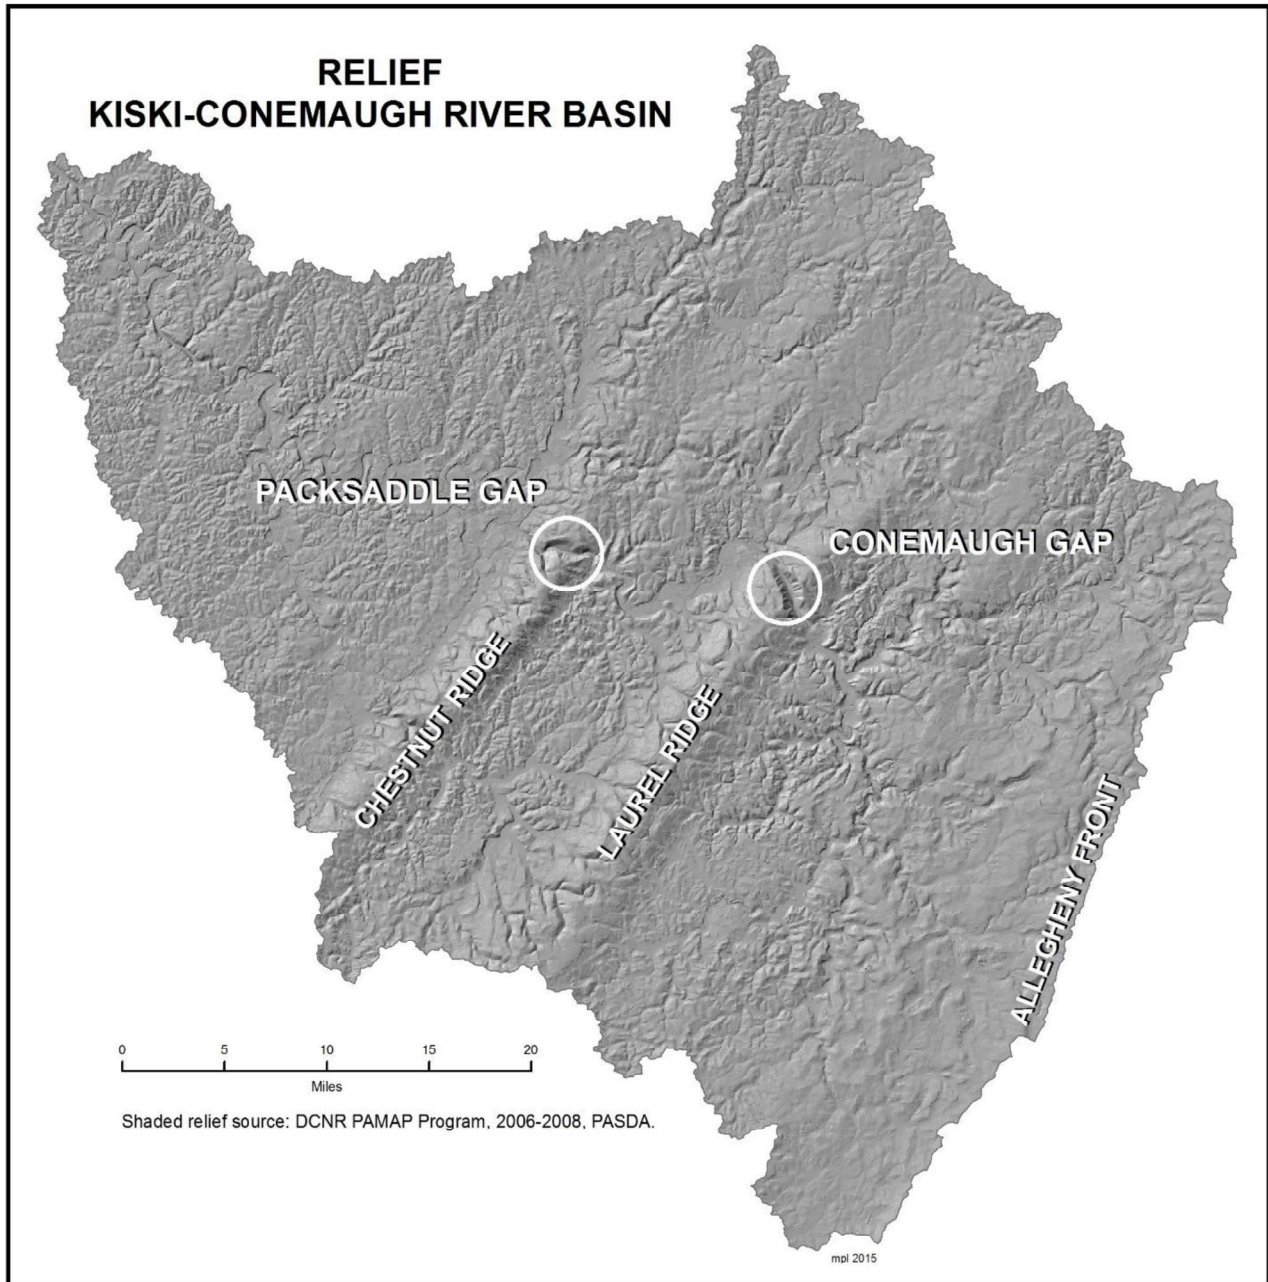 RELIEF
KISKI-CONEMAUGH RIVER BASIN
PACKSADDLE GAP
CONEMAUGH GAP
CHESTNUT RIDGE
LAUREL RIDGE
ALLEGHENY FRONT
0 5 10 15 20
Miles
Shaded relief source: DCNR PAMAP Program, 2006-2008, PASDA.
mpl 2015